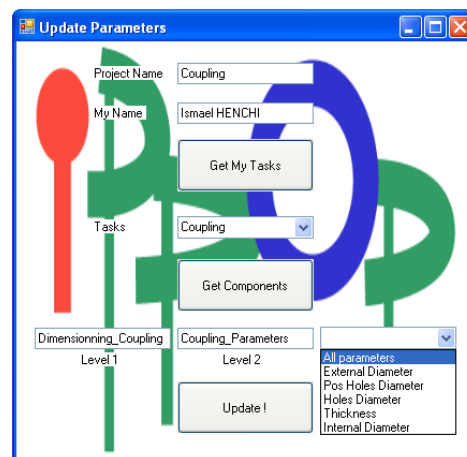 Update Parameters
Project Name Coupling
My Name Ismael HENCHI
Get My Tasks
Tasks Coupling
Get Components
Dimensionning_Coupling Coupling_Parameters
Level 1 Level 2
All parameters
External Diameter
Pos Holes Diameter
Holes Diameter
Thickness
Internal Diameter
Update !